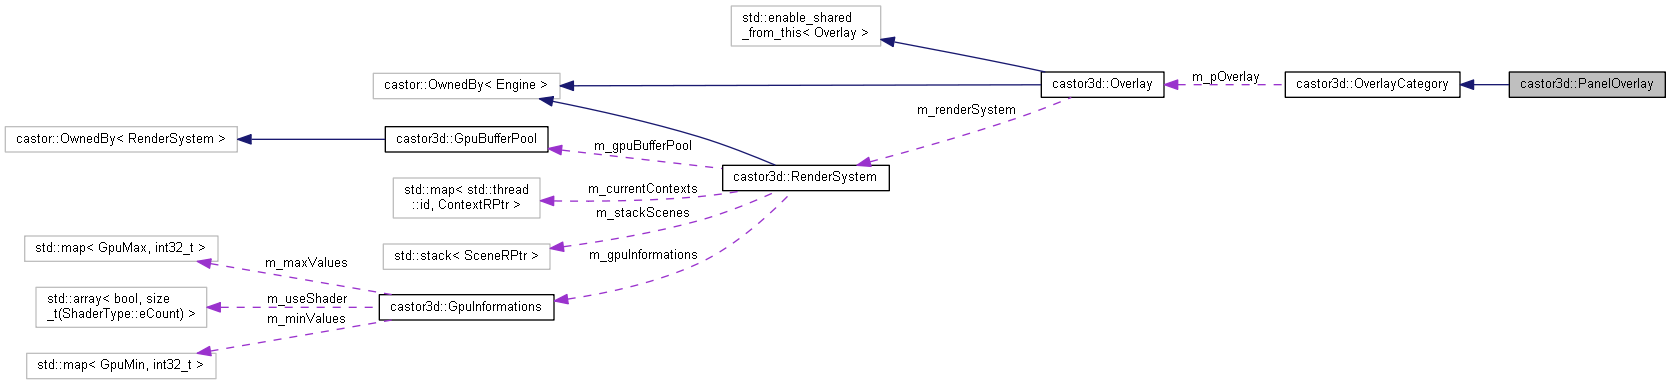 std::enable_shared
_from_this< Overlay >
castor::OwnedBy< Engine >
castor3d::Overlay
m_pOverlay
castor3d::OverlayCategory
castor3d::PanelOverlay
m_renderSystem
castor::OwnedBy< RenderSystem >
castor3d::GpuBufferPool
m_gpuBufferPool
castor3d::RenderSystem
std::map< std::thread
::id, ContextRPtr >
m_currentContexts
m_stackScenes
std::stack< SceneRPtr >
m_gpuInformations
std::map< GpuMax, int32_t >
m_maxValues
std::array< bool, size
_t(ShaderType::eCount) >
m_useShader
castor3d::GpuInformations
m_minValues
std::map< GpuMin, int32_t >